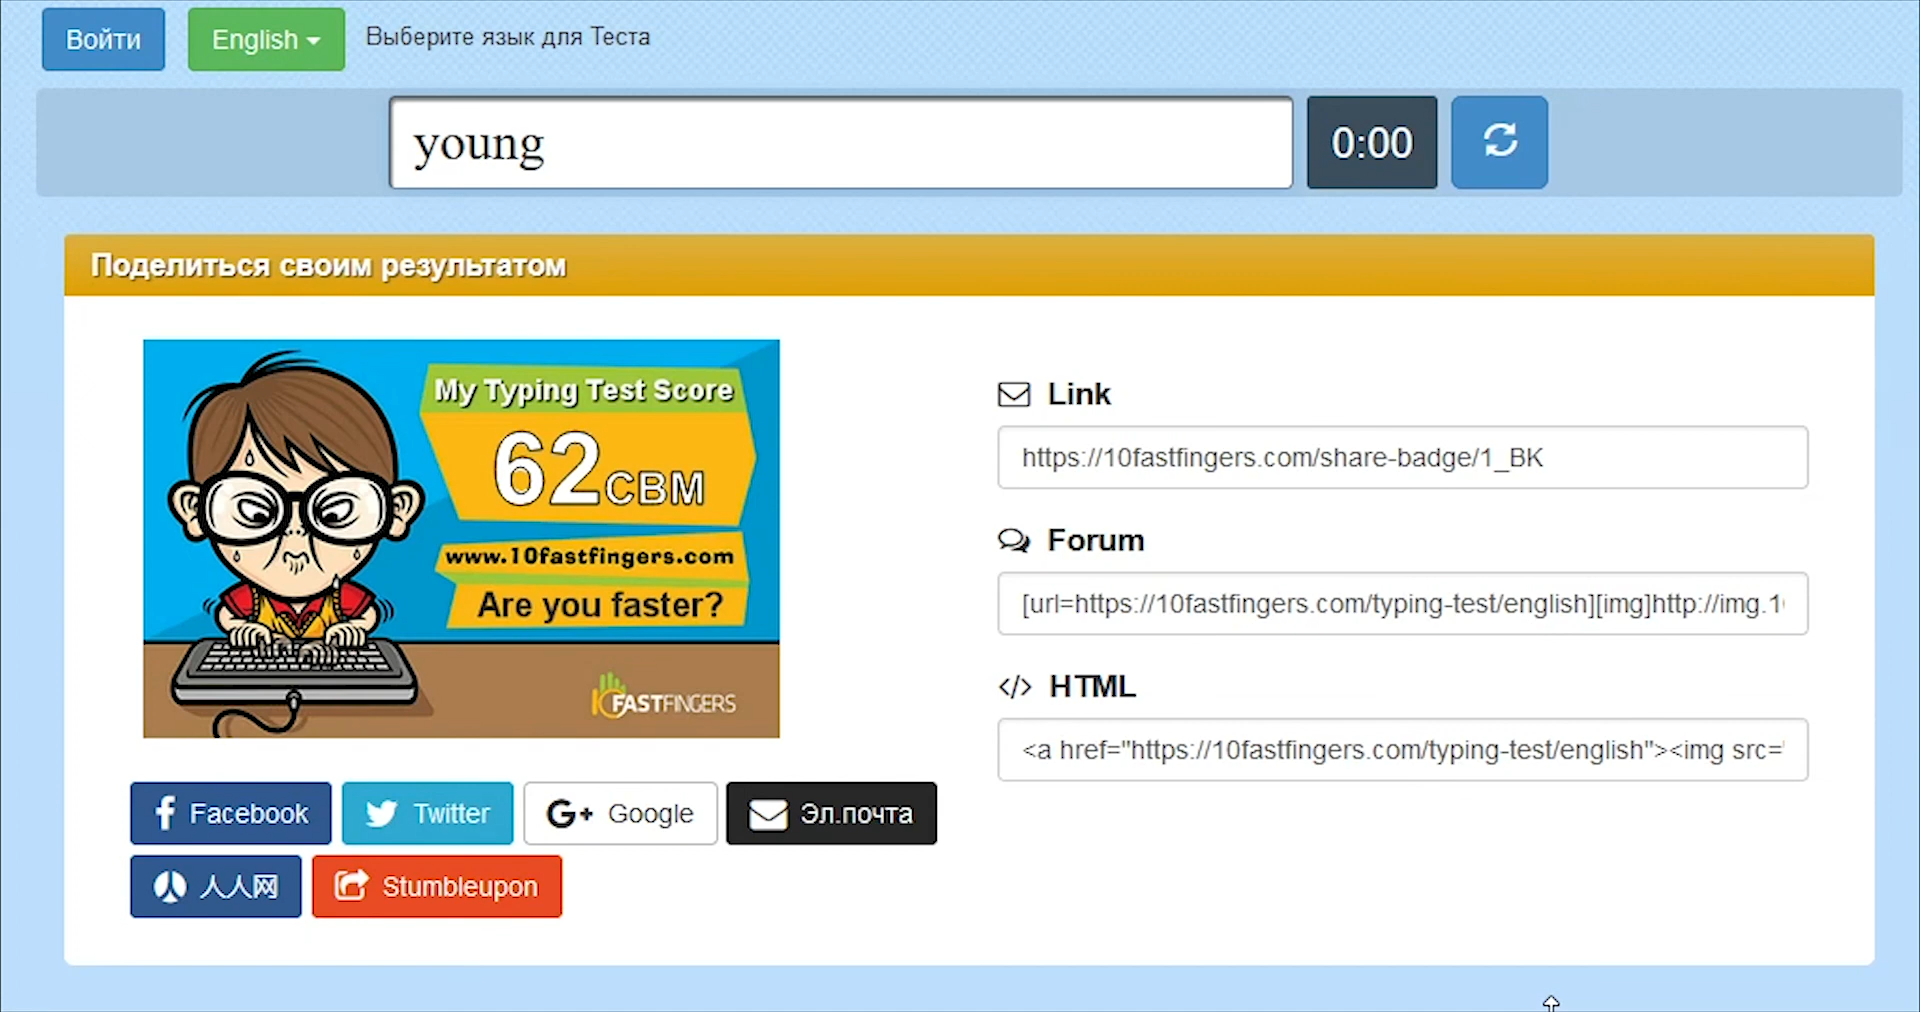 Войти
English
Выберите язык для Теста
young
0:00
Поделиться своим результатом
My Typing Test Score
62 CBM
www.10fastfingers.com
Are you faster?
10FASTFINGERS
Link
https://10fastfingers.com/share-badge/1_BK
Forum
[url=https://10fastfingers.com/typing-test/english][img]http://img.1
HTML
<a href="https://10fastfingers.com/typing-test/english"><img src=
Facebook
Twitter
G+ Google
Эл.почта
人人网
Stumbleupon